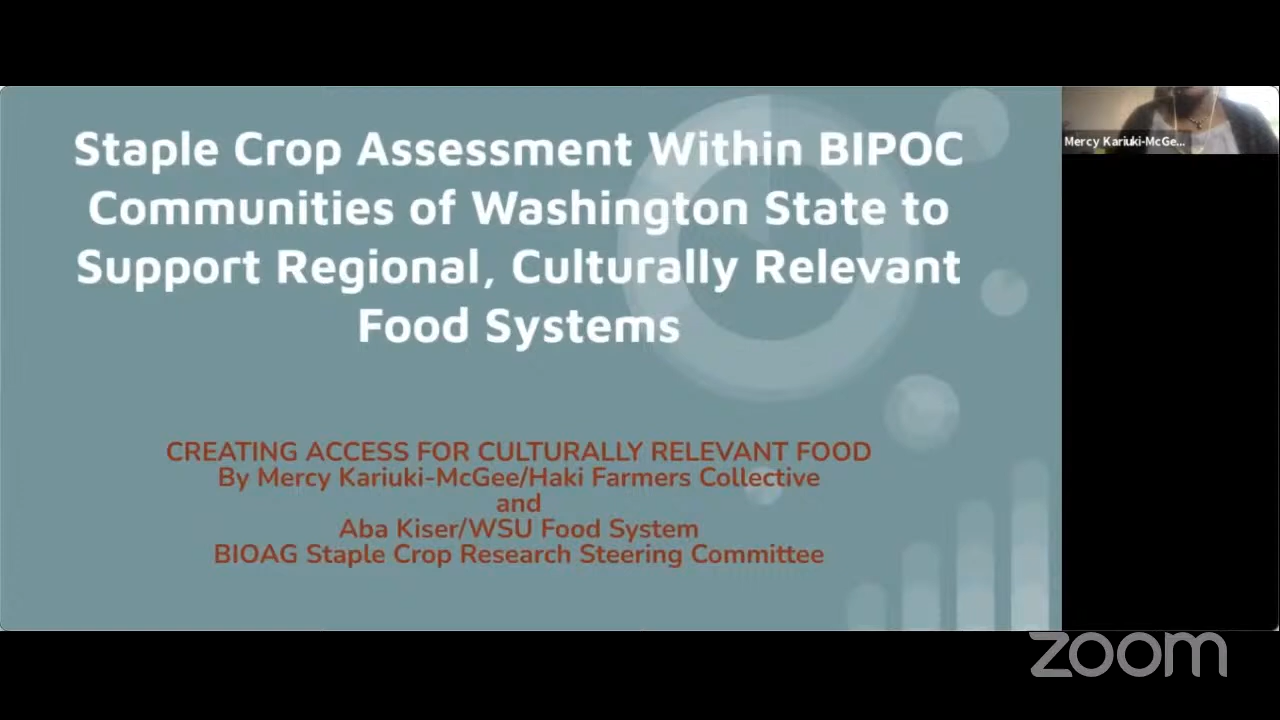 Staple Crop Assessment Within BIPOC
Communities of Washington State to
Support Regional, Culturally Relevant
Food Systems
CREATING ACCESS FOR CULTURALLY RELEVANT FOOD
By Mercy Kariuki-McGee/Haki Farmers Collective
and
Aba Kiser/WSU Food System
BIOAG Staple Crop Research Steering Committee
Mercy Kariuki-McGe...
zoom